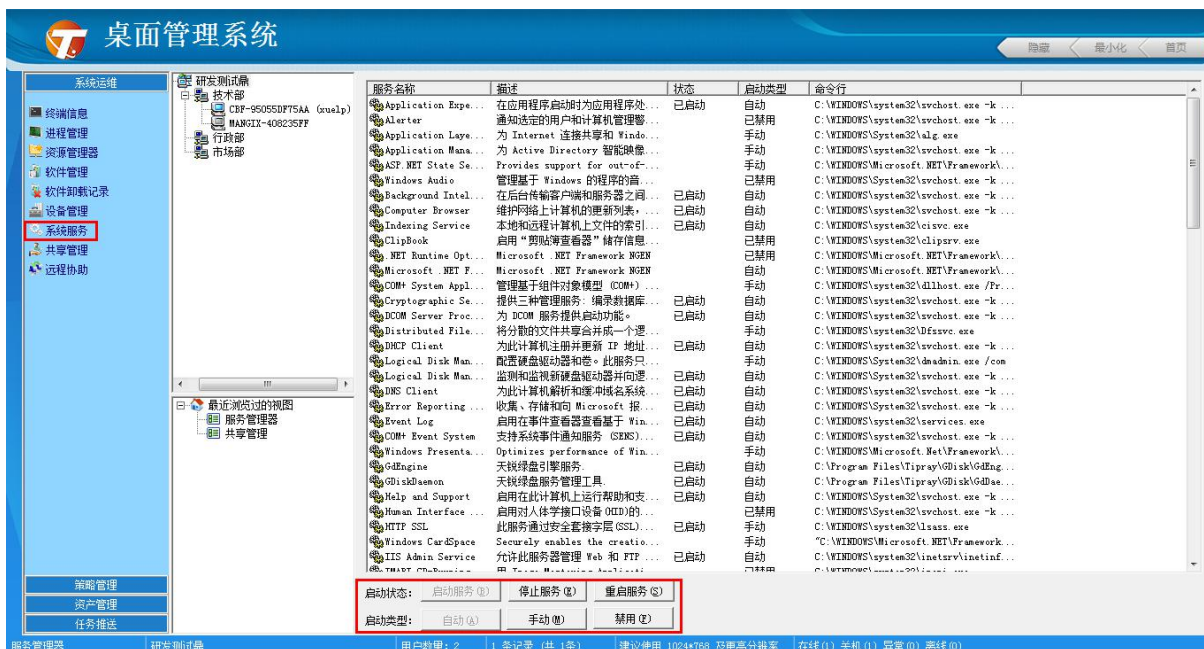 桌面管理系统
隐藏 最小化 首页
系统运维
终端信息
进程管理
资源管理器
软件管理
软件卸载记录
设备管理
系统服务
共享管理
远程协助
策略管理
资产管理
任务推送
研发测试鼎
技术部
CBF-95055DF75AA (xuelp)
MANGIX-408235FF
行政部
市场部
最近浏览过的视图
服务管理器
共享管理
服务名称 描述 状态 启动类型 命令行
Application Expe... 在应用程序启动时为应用程序处... 已启动 自动 C:\WINDOWS\system32\svchost.exe -k ...
Alerter 通知选定的用户和计算机管理警... 已禁用 C:\WINDOWS\System32\svchost.exe -k ...
Application Laye... 为 Internet 连接共享和 Windo... 手动 C:\WINDOWS\System32\alg.exe
Application Mana... 为 Active Directory 智能映像... 手动 C:\WINDOWS\system32\svchost.exe -k ...
ASP.NET State Se... Provides support for out-of-... 手动 C:\WINDOWS\Microsoft.NET\Framework\...
Windows Audio 管理基于 Windows 的程序的音... 已禁用 C:\WINDOWS\System32\svchost.exe -k ...
Background Intel... 在后台传输客户端和服务器之间... 已启动 自动 C:\WINDOWS\System32\svchost.exe -k ...
Computer Browser 维护网络上计算机的更新列表,... 已启动 自动 C:\WINDOWS\System32\svchost.exe -k ...
Indexing Service 本地和远程计算机上文件的索引... 已启动 自动 C:\WINDOWS\system32\cisvc.exe
ClipBook 启用“剪贴簿查看器”储存信息... 已禁用 C:\WINDOWS\system32\clipsrv.exe
.NET Runtime Opt... Microsoft .NET Framework NGEN 已禁用 C:\WINDOWS\Microsoft.NET\Framework\...
Microsoft .NET F... Microsoft .NET Framework NGEN 自动 C:\WINDOWS\Microsoft.NET\Framework\...
COM+ System Appl... 管理基于组件对象模型 (COM+) ... 手动 C:\WINDOWS\system32\dllhost.exe /Pr...
Cryptographic Se... 提供三种管理服务: 编录数据库... 已启动 自动 C:\WINDOWS\system32\svchost.exe -k ...
DCOM Server Proc... 为 DCOM 服务提供启动功能。 已启动 自动 C:\WINDOWS\system32\svchost.exe -k ...
Distributed File... 将分散的文件共享合并成一个逻... 手动 C:\WINDOWS\system32\Dfssvc.exe
DHCP Client 为此计算机注册并更新 IP 地址... 已启动 自动 C:\WINDOWS\system32\svchost.exe -k ...
Logical Disk Man... 配置硬盘驱动器和卷。此服务只... 手动 C:\WINDOWS\System32\dmadmin.exe /com
Logical Disk Man... 监测和监视新硬盘驱动器并向逻... 已启动 自动 C:\WINDOWS\System32\svchost.exe -k ...
DNS Client 为此计算机解析和缓冲域名系统... 已启动 自动 C:\WINDOWS\system32\svchost.exe -k ...
Error Reporting ... 收集、存储和向 Microsoft 报... 已启动 自动 C:\WINDOWS\System32\svchost.exe -k ...
Event Log 启用在事件查看器查看基于 Win... 已启动 自动 C:\WINDOWS\system32\services.exe
COM+ Event System 支持系统事件通知服务 (SENS)... 已启动 自动 C:\WINDOWS\system32\svchost.exe -k ...
Windows Presenta... Optimizes performance of Win... 手动 C:\WINDOWS\Microsoft.Net\Framework\...
GdEngine 天锐绿盘引擎服务. 已启动 自动 C:\Program Files\Tipray\GDisk\GdEng...
GDiskDaemon 天锐绿盘服务管理工具. 已启动 自动 C:\Program Files\Tipray\GDisk\GdDae...
Help and Support 启用在此计算机上运行帮助和支... 已启动 自动 C:\WINDOWS\System32\svchost.exe -k ...
Human Interface ... 启用对人体学接口设备(HID)的... 已禁用 C:\WINDOWS\System32\svchost.exe -k ...
HTTP SSL 此服务通过安全套接字层(SSL)... 已启动 手动 C:\WINDOWS\system32\lsass.exe
Windows CardSpace Securely enables the creatio... 手动 "C:\WINDOWS\Microsoft.NET\Framework...
IIS Admin Service 允许此服务器管理 Web 和 FTP ... 已启动 自动 C:\WINDOWS\system32\inetsrv\inetinf...
启动状态: 启动服务(B) 停止服务(E) 重启服务(S)
启动类型: 自动(A) 手动(M) 禁用(F)
服务管理器 研发测试鼎 用户数量: 2 1 条记录 (共 1条) 建议使用 1024*768 及更高分辨率 在线(1) 关机(1) 异常(0) 离线(0)